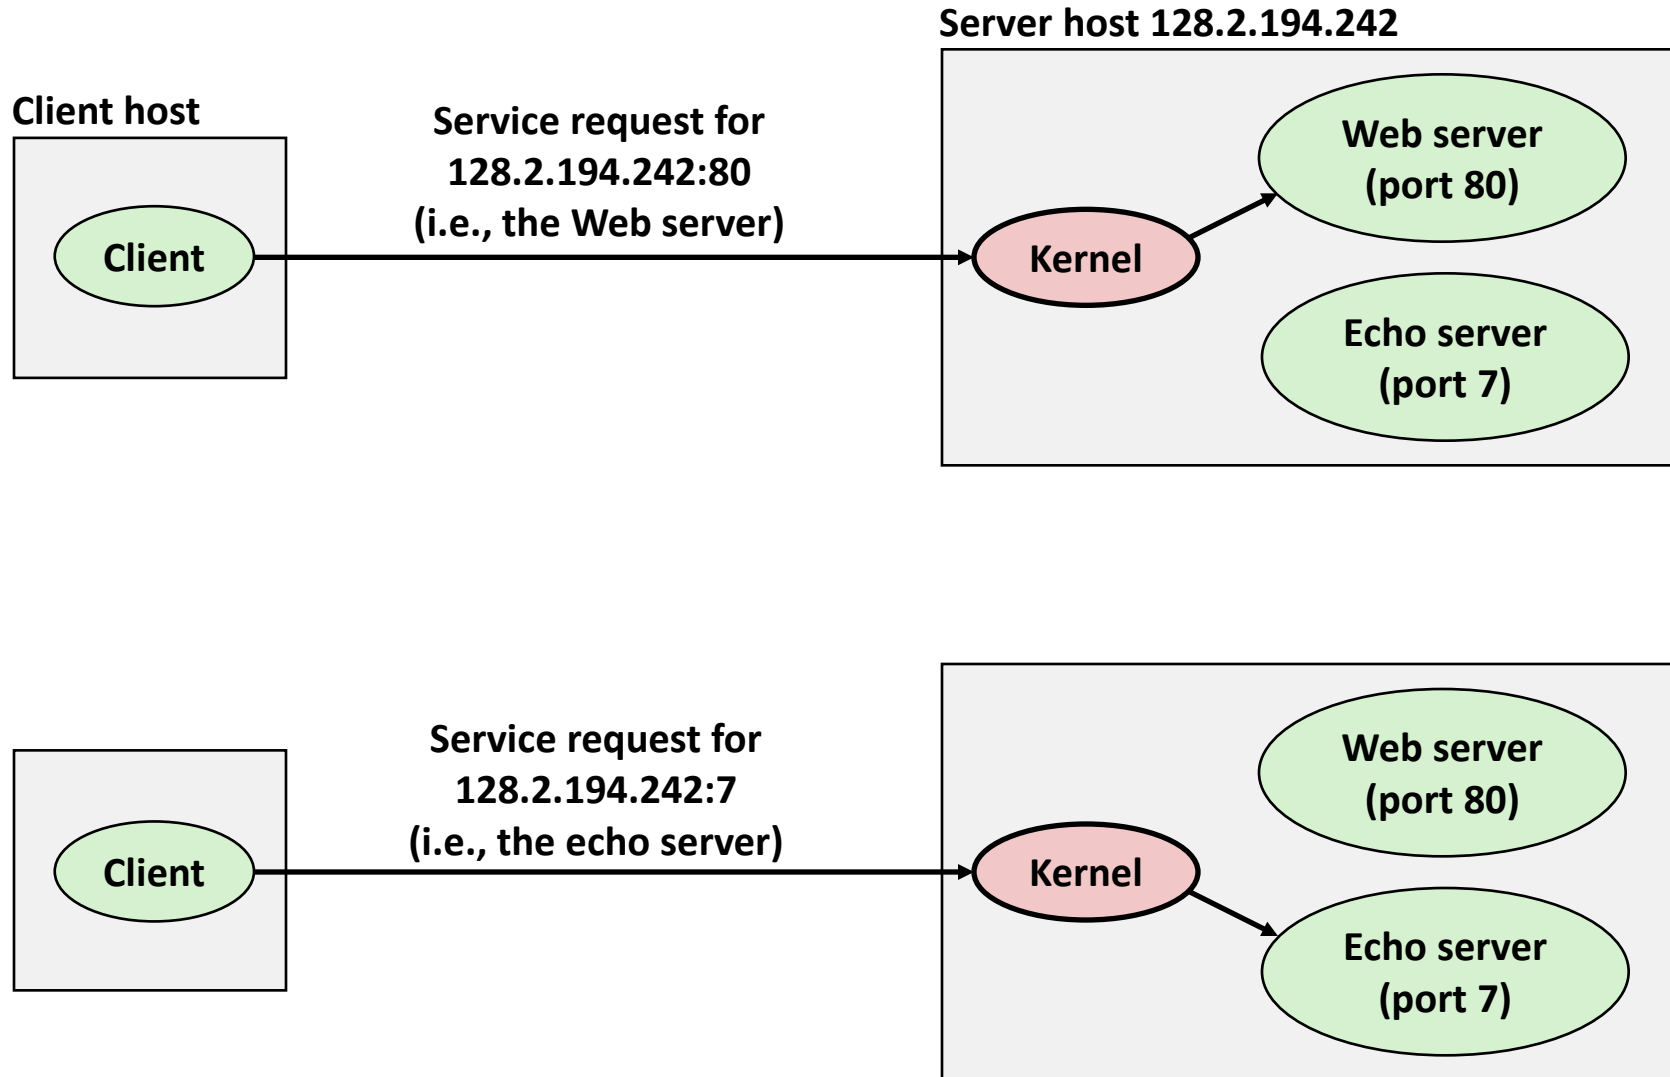 Server host 128.2.194.242
Client host
Service request for
128.2.194.242:80
(i.e., the Web server)
Client
Kernel
Web server
(port 80)
Echo server
(port 7)
Service request for
128.2.194.242:7
(i.e., the echo server)
Client
Kernel
Web server
(port 80)
Echo server
(port 7)